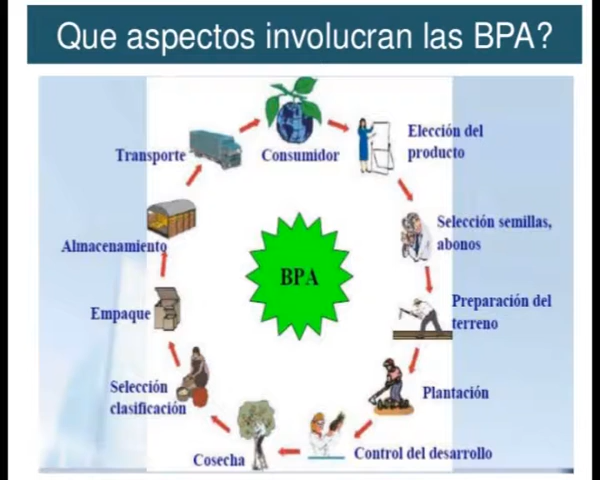 Que aspectos involucran las BPA?
Consumidor
Elección del
producto
Selección semillas,
abonos
Preparación del
terreno
Plantación
Control del desarrollo
Cosecha
Selección
clasificación
Empaque
Almacenamiento
Transporte
BPA